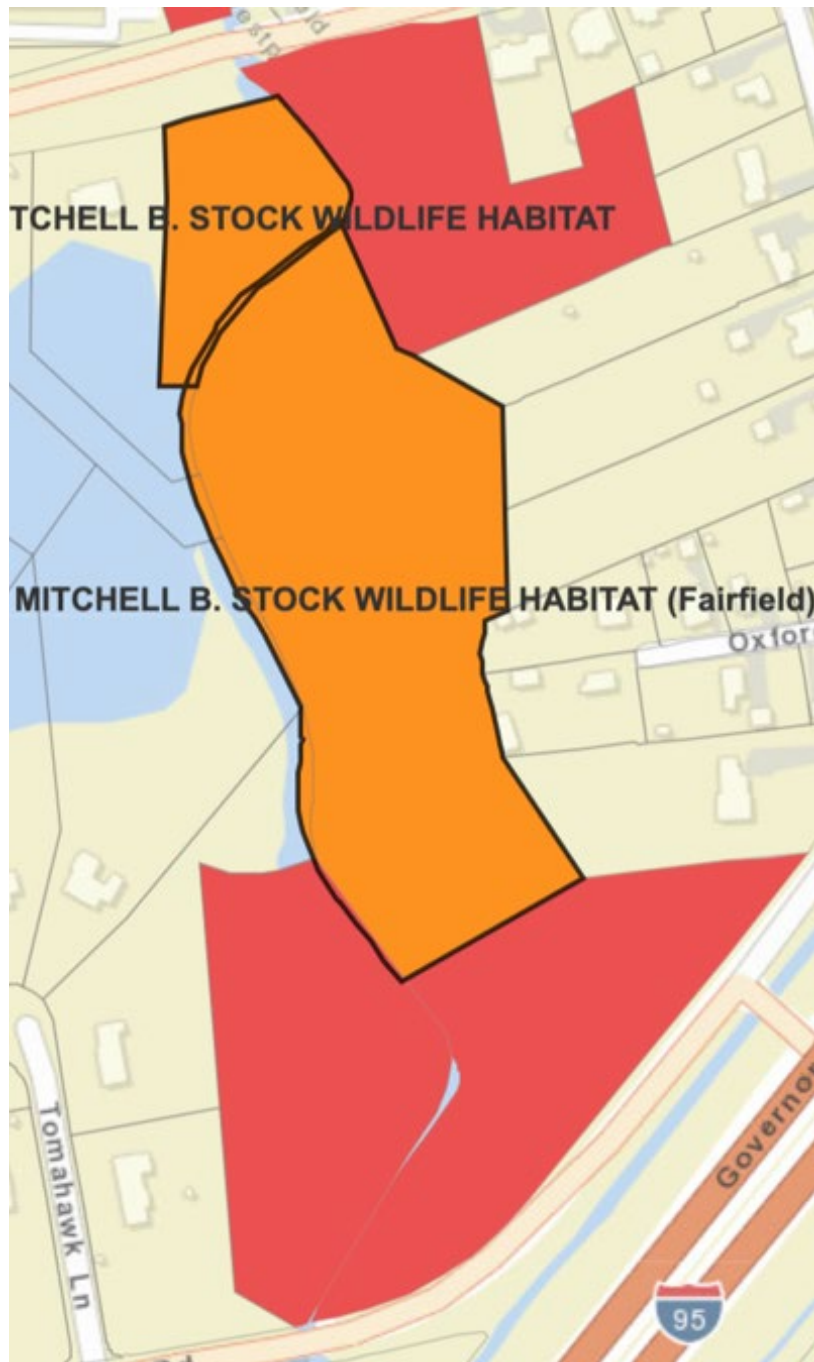 TCHELL B. STOCK WILDLIFE HABITAT
MITCHELL B. STOCK WILDLIFE HABITAT (Fairfield)
Oxfor
Governor
Tomahawk Ln
95